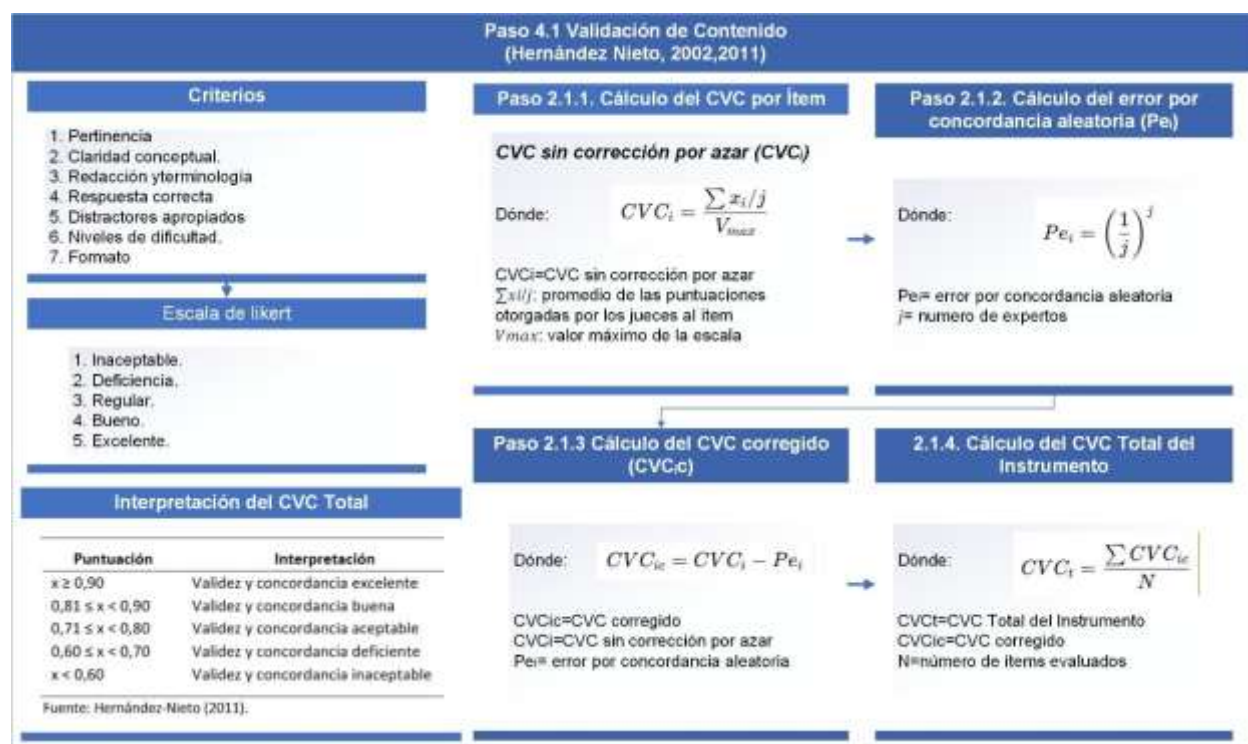 Paso 4.1 Validación de Contenido
(Hernández Nieto, 2002,2011)
Criterios
1. Pertinencia
2. Claridad conceptual.
3. Redacción yterminología
4. Respuesta correcta
5. Distractores apropiados
6. Niveles de dificultad.
7. Formato
Escala de likert
1. Inaceptable.
2. Deficiencia.
3. Regular.
4. Bueno.
5. Excelente.
Interpretación del CVC Total
Puntuación Interpretación
x ≥ 0,90 Validez y concordancia excelente
0,81 ≤ x < 0,90 Validez y concordancia buena
0,71 ≤ x < 0,80 Validez y concordancia aceptable
0,60 ≤ x < 0,70 Validez y concordancia deficiente
x < 0,60 Validez y concordancia inaceptable
Fuente: Hernández-Nieto (2011).
Paso 2.1.1. Cálculo del CVC por Ítem
CVC sin corrección por azar (CVCᵢ)
Dónde: CVCᵢ = ∑xᵢ/j / Vₘₐₓ
CVCi=CVC sin corrección por azar
∑xi/j: promedio de las puntuaciones
otorgadas por los jueces al ítem
Vmax: valor máximo de la escala
Paso 2.1.2. Cálculo del error por
concordancia aleatoria (Peᵢ)
Dónde: Peᵢ = (1/j)ʲ
Peᵢ= error por concordancia aleatoria
j= numero de expertos
Paso 2.1.3 Cálculo del CVC corregido
(CVCᵢc)
Dónde: CVCᵢc = CVCᵢ − Peᵢ
CVCic=CVC corregido
CVCi=CVC sin corrección por azar
Peᵢ= error por concordancia aleatoria
2.1.4. Cálculo del CVC Total del
Instrumento
Dónde: CVCₜ = ∑CVCᵢc / N
CVCt=CVC Total del Instrumento
CVCic=CVC corregido
N=número de ítems evaluados